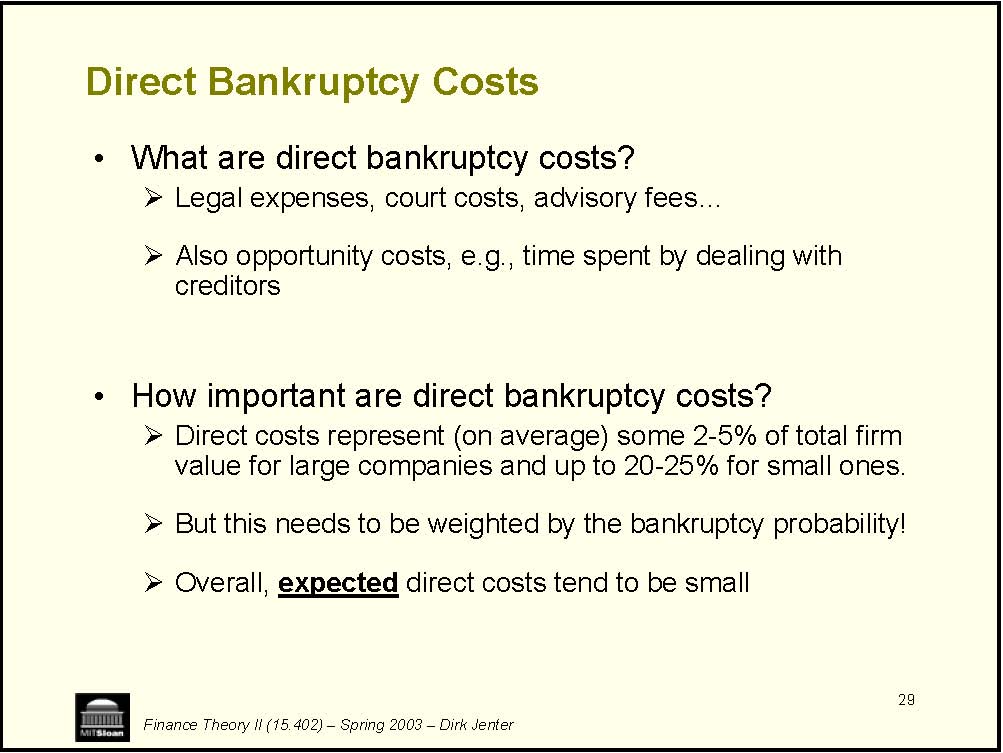 Direct Bankruptcy Costs
• What are direct bankruptcy costs?
➢ Legal expenses, court costs, advisory fees…
➢ Also opportunity costs, e.g., time spent by dealing with
creditors
• How important are direct bankruptcy costs?
➢ Direct costs represent (on average) some 2-5% of total firm
value for large companies and up to 20-25% for small ones.
➢ But this needs to be weighted by the bankruptcy probability!
➢ Overall, expected direct costs tend to be small
29
MITSloan
Finance Theory II (15.402) – Spring 2003 – Dirk Jenter